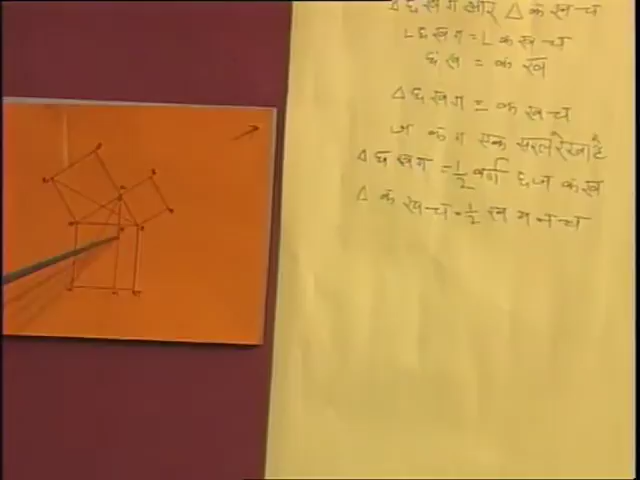 Δ छ ख ग और Δ क ख च
∟ छ ख ग = ∟ क ख च
छ ख = क ख
Δ छ ख ग = क ख च
ज क ग एक सरल रेखा है
Δ छ ख ग = 1/2 वर्ग छ ज क ख
Δ क ख च = 1/2 ख ग न च